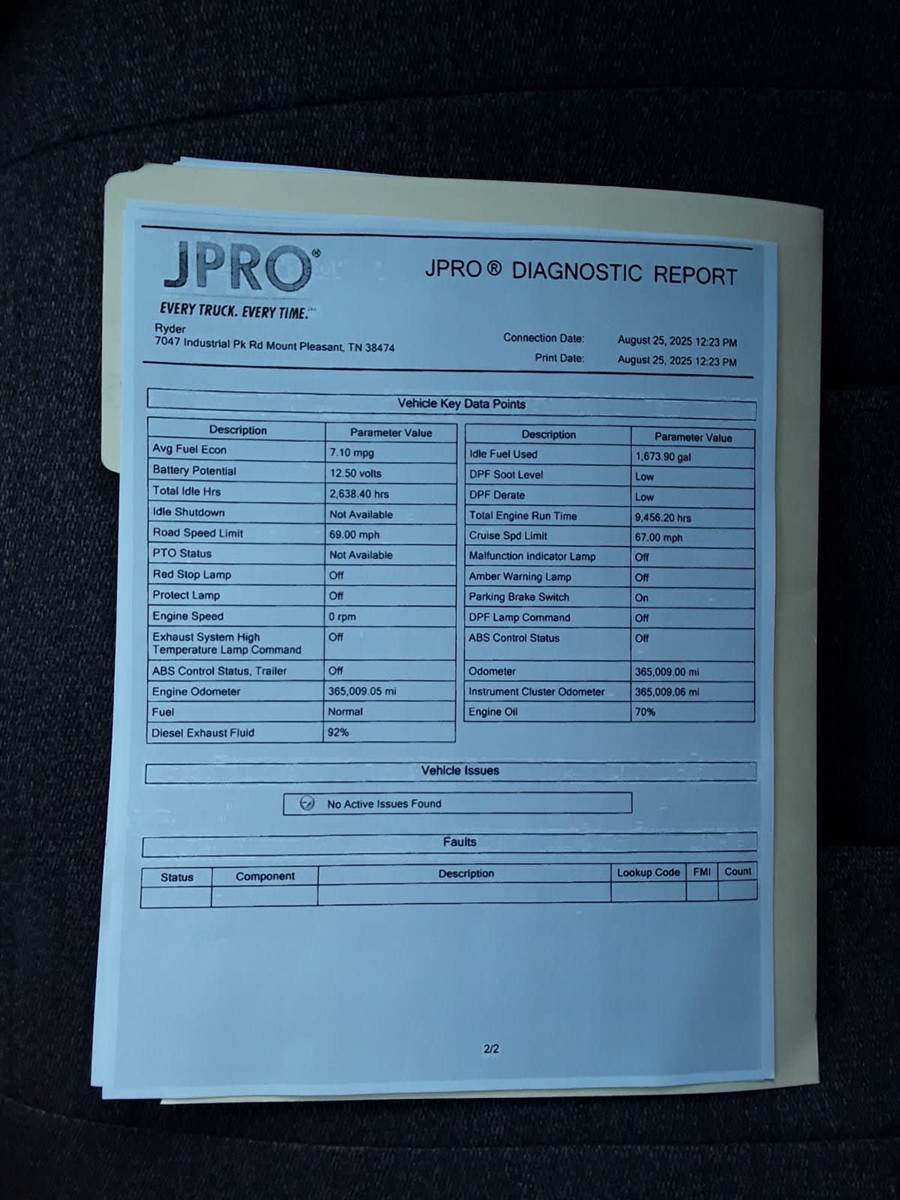 JPRO®
JPRO® DIAGNOSTIC REPORT
EVERY TRUCK. EVERY TIME.
Ryder
7047 Industrial Pk Rd Mount Pleasant, TN 38474
Connection Date: August 25, 2025 12:23 PM
Print Date: August 25, 2025 12:23 PM
Vehicle Key Data Points
Description Parameter Value Description Parameter Value
Avg Fuel Econ 7.10 mpg Idle Fuel Used 1,673.90 gal
Battery Potential 12.50 volts DPF Soot Level Low
Total Idle Hrs 2,638.40 hrs DPF Derate Low
Idle Shutdown Not Available Total Engine Run Time 9,456.20 hrs
Road Speed Limit 69.00 mph Cruise Spd Limit 67.00 mph
PTO Status Not Available Malfunction Indicator Lamp Off
Red Stop Lamp Off Amber Warning Lamp Off
Protect Lamp Off Parking Brake Switch On
Engine Speed 0 rpm DPF Lamp Command Off
Exhaust System High Off ABS Control Status Off
Temperature Lamp Command
ABS Control Status, Trailer Off Odometer 365,009.00 mi
Engine Odometer 365,009.05 mi Instrument Cluster Odometer 365,009.06 mi
Fuel Normal Engine Oil 70%
Diesel Exhaust Fluid 92%
Vehicle Issues
No Active Issues Found
Faults
Status Component Description Lookup Code FMI Count
2/2